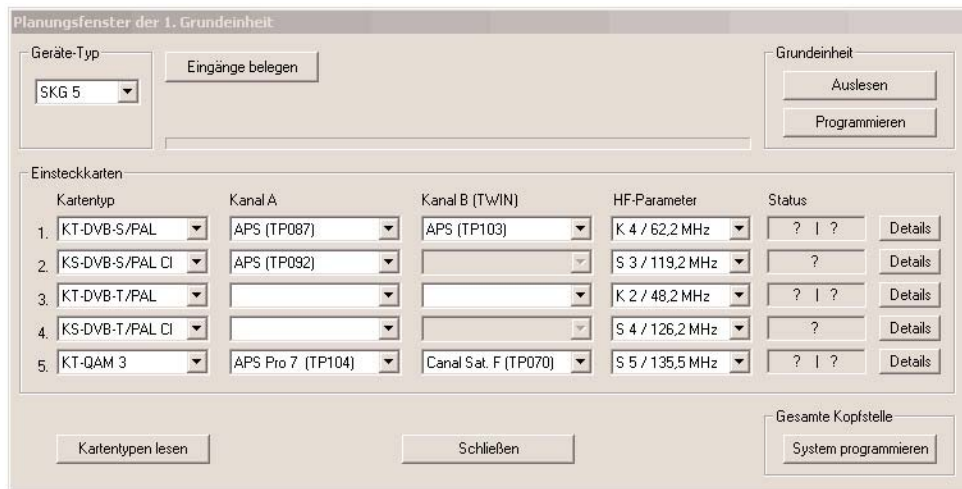 Planungsfenster der 1. Grundeinheit
Geräte-Typ
SKG 5
Eingänge belegen
Grundeinheit
Auslesen
Programmieren
Einsteckkarten
Kartentyp Kanal A Kanal B (TWIN) HF-Parameter Status
1. KT-DVB-S/PAL APS (TP087) APS (TP103) K 4 / 62,2 MHz ? | ? Details
2. KS-DVB-S/PAL CI APS (TP092) S 3 / 119,2 MHz ? Details
3. KT-DVB-T/PAL K 2 / 48,2 MHz ? | ? Details
4. KS-DVB-T/PAL CI S 4 / 126,2 MHz ? Details
5. KT-QAM 3 APS Pro 7 (TP104) Canal Sat. F (TP070) S 5 / 135,5 MHz ? | ? Details
Kartentypen lesen
Schließen
Gesamte Kopfstelle
System programmieren